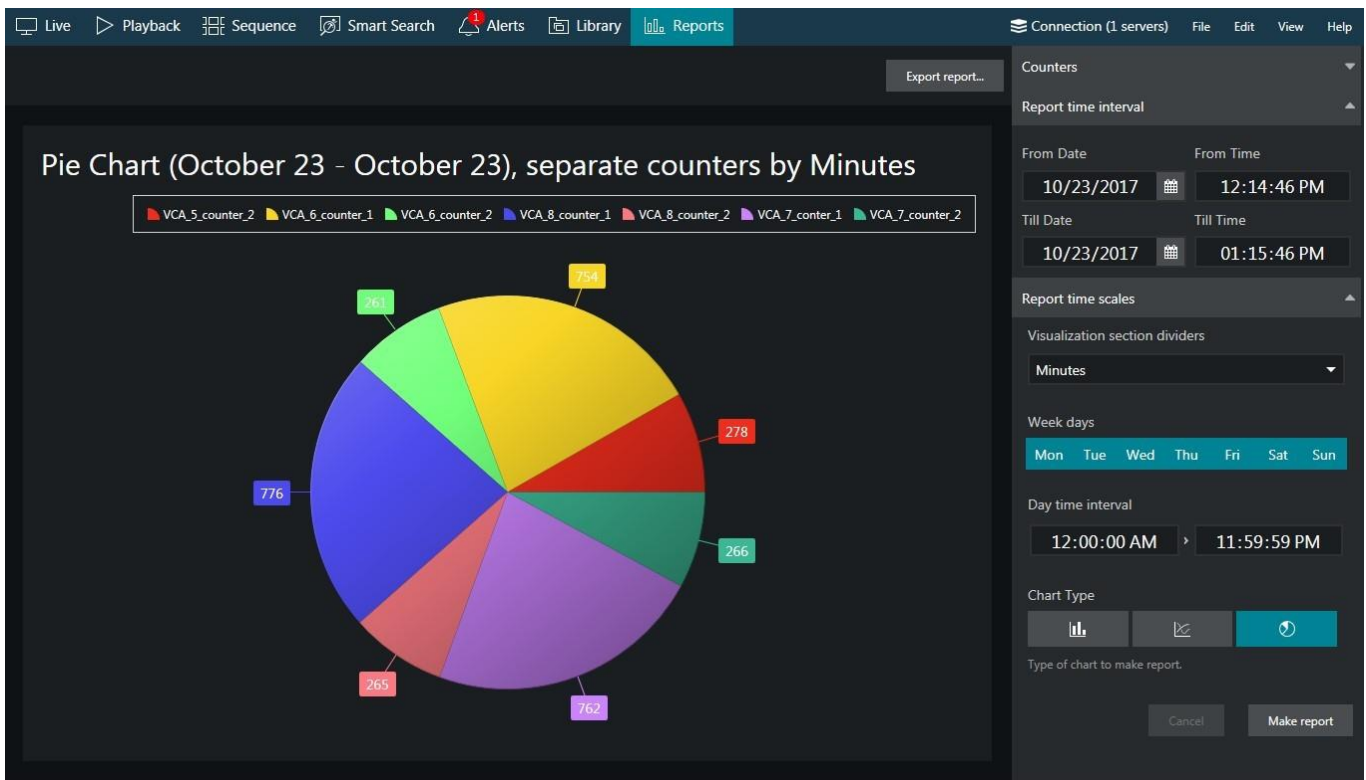 Live Playback Sequence Smart Search 1 Alerts Library Reports Connection (1 servers) File Edit View Help
Export report...
Pie Chart (October 23 - October 23), separate counters by Minutes
VCA_5_counter_2 VCA_6_counter_1 VCA_6_counter_2 VCA_8_counter_1 VCA_8_counter_2 VCA_7_conter_1 VCA_7_counter_2
754
261
278
776
266
265
762
Counters
Report time interval
From Date From Time
10/23/2017 12:14:46 PM
Till Date Till Time
10/23/2017 01:15:46 PM
Report time scales
Visualization section dividers
Minutes
Week days
Mon Tue Wed Thu Fri Sat Sun
Day time interval
12:00:00 AM › 11:59:59 PM
Chart Type
Type of chart to make report.
Cancel Make report